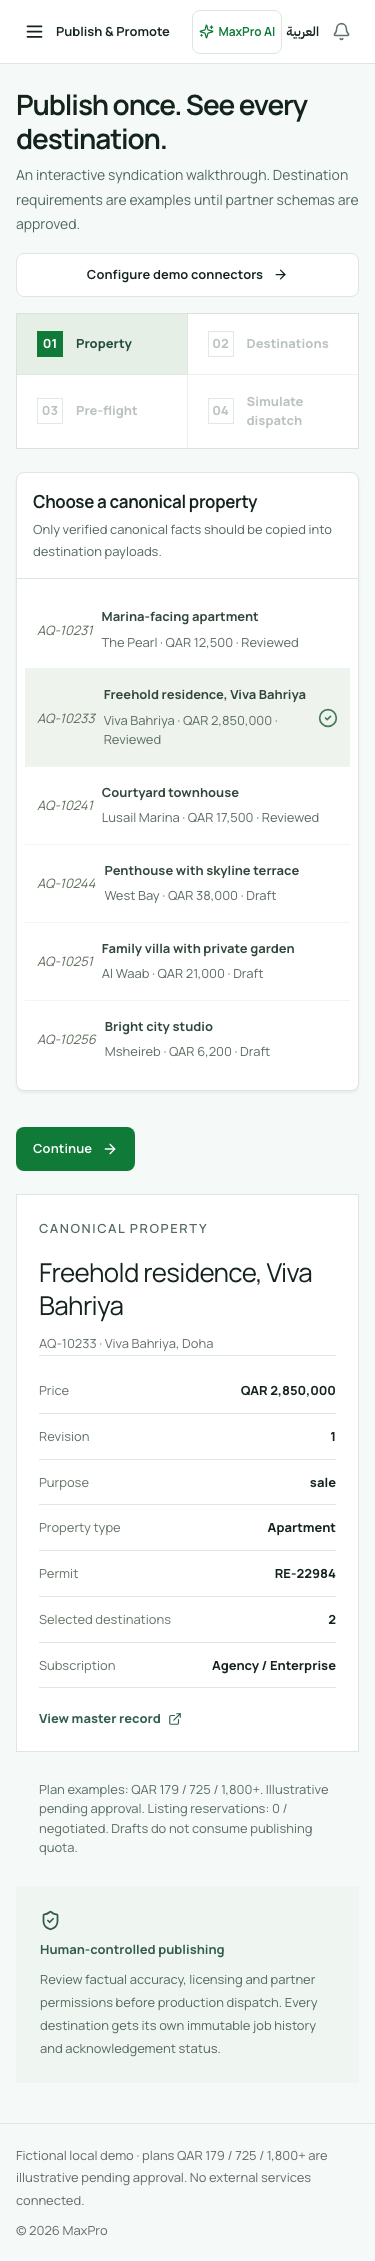 Publish & Promote
MaxPro AI
العربية
Publish once. See every
destination.
An interactive syndication walkthrough. Destination
requirements are examples until partner schemas are
approved.
Configure demo connectors
01 Property
02 Destinations
03 Pre-flight
04 Simulate
dispatch
Choose a canonical property
Only verified canonical facts should be copied into
destination payloads.
AQ-10231
Marina-facing apartment
The Pearl · QAR 12,500 · Reviewed
AQ-10233
Freehold residence, Viva Bahriya
Viva Bahriya · QAR 2,850,000 ·
Reviewed
AQ-10241
Courtyard townhouse
Lusail Marina · QAR 17,500 · Reviewed
AQ-10244
Penthouse with skyline terrace
West Bay · QAR 38,000 · Draft
AQ-10251
Family villa with private garden
Al Waab · QAR 21,000 · Draft
AQ-10256
Bright city studio
Msheireb · QAR 6,200 · Draft
Continue
CANONICAL PROPERTY
Freehold residence, Viva
Bahriya
AQ-10233 · Viva Bahriya, Doha
Price QAR 2,850,000
Revision 1
Purpose sale
Property type Apartment
Permit RE-22984
Selected destinations 2
Subscription Agency / Enterprise
View master record
Plan examples: QAR 179 / 725 / 1,800+. Illustrative
pending approval. Listing reservations: 0 /
negotiated. Drafts do not consume publishing
quota.
Human-controlled publishing
Review factual accuracy, licensing and partner
permissions before production dispatch. Every
destination gets its own immutable job history
and acknowledgement status.
Fictional local demo · plans QAR 179 / 725 / 1,800+ are
illustrative pending approval. No external services
connected.
© 2026 MaxPro